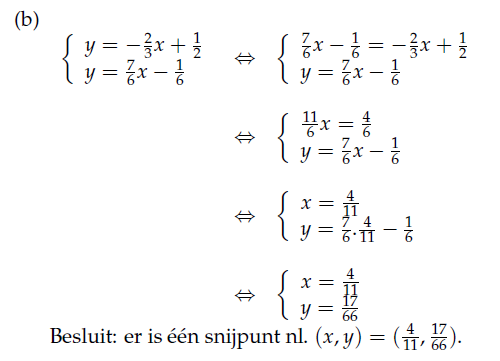 (b)
{ y = −2/3x + 1/2 ⇔ { 7/6x − 1/6 = −2/3x + 1/2
{ y = 7/6x − 1/6 { y = 7/6x − 1/6
⇔ { 11/6x = 4/6
{ y = 7/6x − 1/6
⇔ { x = 4/11
{ y = 7/6.4/11 − 1/6
⇔ { x = 4/11
{ y = 17/66
Besluit: er is één snijpunt nl. (x, y) = (4/11, 17/66).